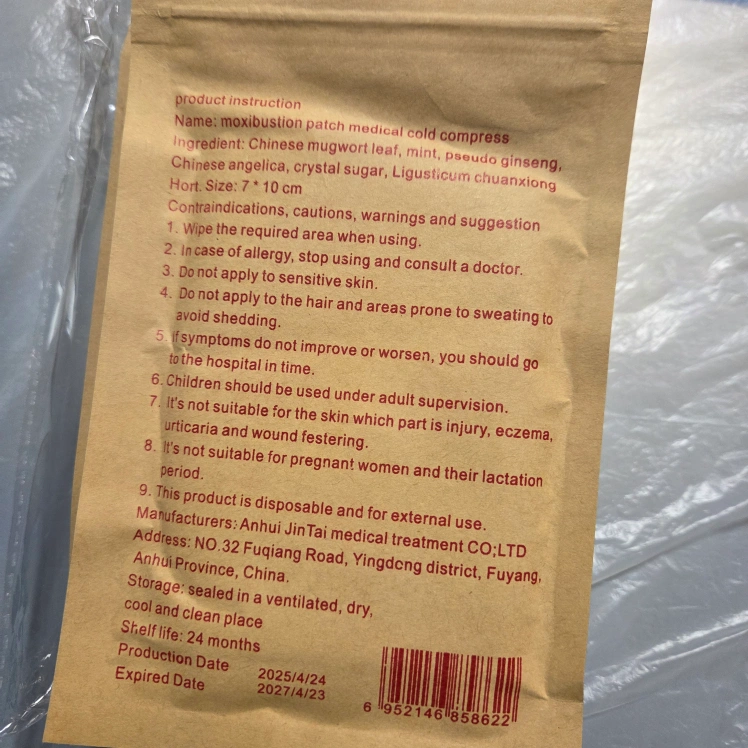 product instruction
Name: moxibustion patch medical cold compress
Ingredient: Chinese mugwort leaf, mint, pseudo ginseng,
Chinese angelica, crystal sugar, Ligusticum chuanxiong
Hort. Size: 7 * 10 cm
Contraindications, cautions, warnings and suggestion
1. Wipe the required area when using.
2. In case of allergy, stop using and consult a doctor.
3. Do not apply to sensitive skin.
4. Do not apply to the hair and areas prone to sweating to
avoid shedding.
5. if symptoms do not improve or worsen, you should go
to the hospital in time.
6. Children should be used under adult supervision.
7. It's not suitable for the skin which part is injury, eczema,
urticaria and wound festering.
8. It's not suitable for pregnant women and their lactation
period.
9. This product is disposable and for external use.
Manufacturers: Anhui JinTai medical treatment CO;LTD
Address: NO.32 Fuqiang Road, Yingdong district, Fuyang,
Anhui Province, China.
Storage: sealed in a ventilated, dry,
cool and clean place
Shelf life: 24 months
Production Date 2025/4/24
Expired Date 2027/4/23
6 952146 858622